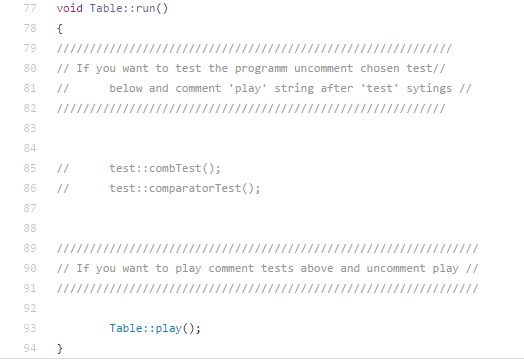 77 void Table::run()
78 {
79 ////////////////////////////////////////////////////////////
80 // If you want to test the programm uncomment chosen test//
81 //      below and comment 'play' string after 'test' sytings //
82 ///////////////////////////////////////////////////////////
83
84
85 //      test::combTest();
86 //      test::comparatorTest();
87
88
89 ////////////////////////////////////////////////////////////////
90 // If you want to play comment tests above and uncomment play //
91 ////////////////////////////////////////////////////////////////
92
93         Table::play();
94 }